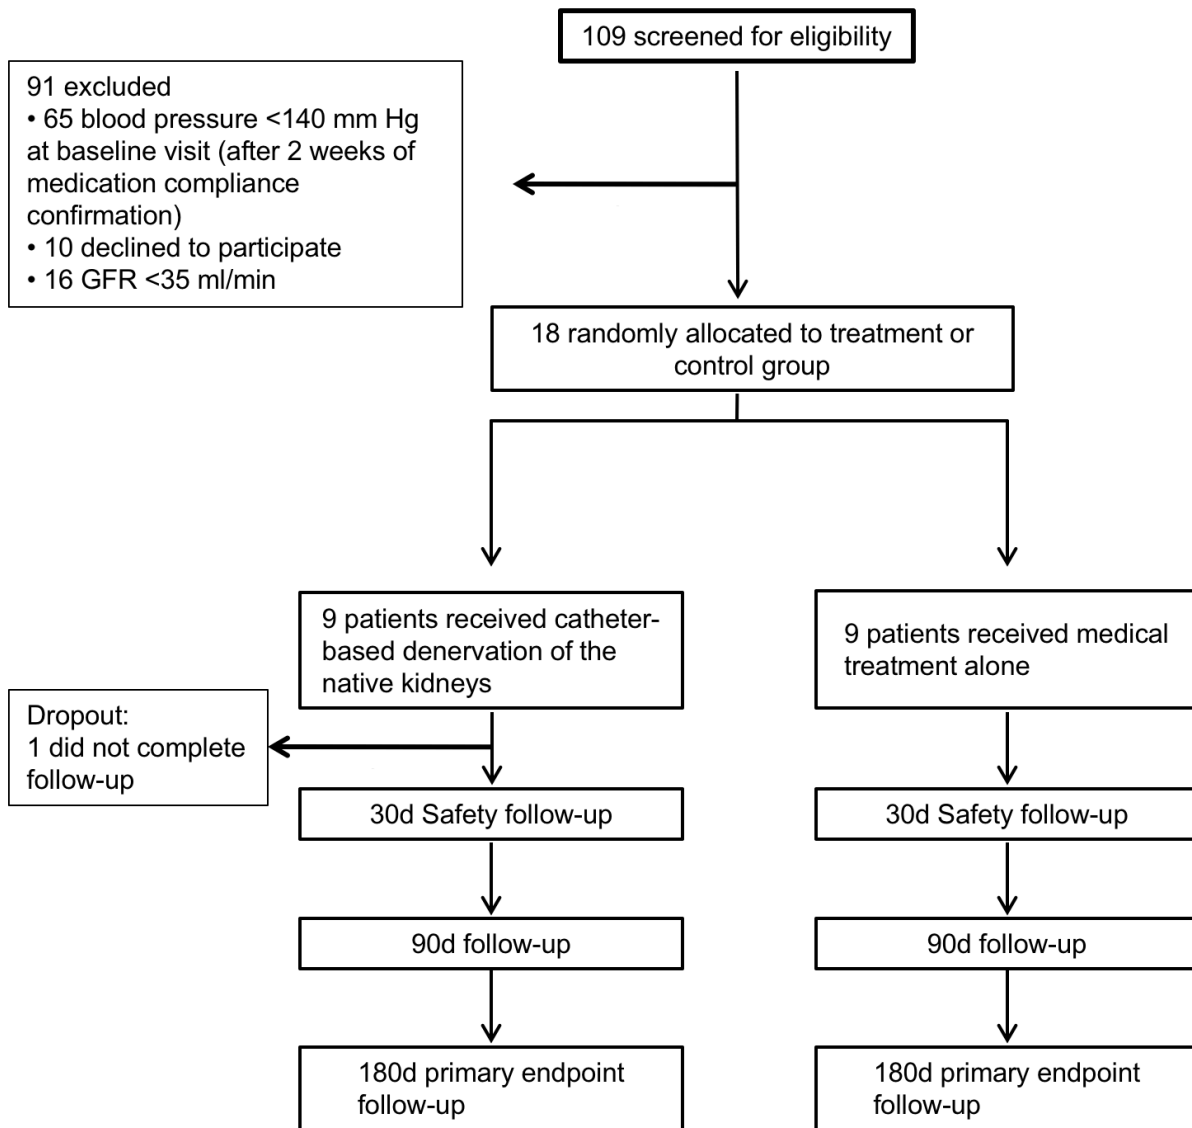 109 screened for eligibility
91 excluded
• 65 blood pressure <140 mm Hg
at baseline visit (after 2 weeks of
medication compliance
confirmation)
• 10 declined to participate
• 16 GFR <35 ml/min
18 randomly allocated to treatment or
control group
9 patients received catheter-
based denervation of the
native kidneys
9 patients received medical
treatment alone
Dropout:
1 did not complete
follow-up
30d Safety follow-up
30d Safety follow-up
90d follow-up
90d follow-up
180d primary endpoint
follow-up
180d primary endpoint
follow-up